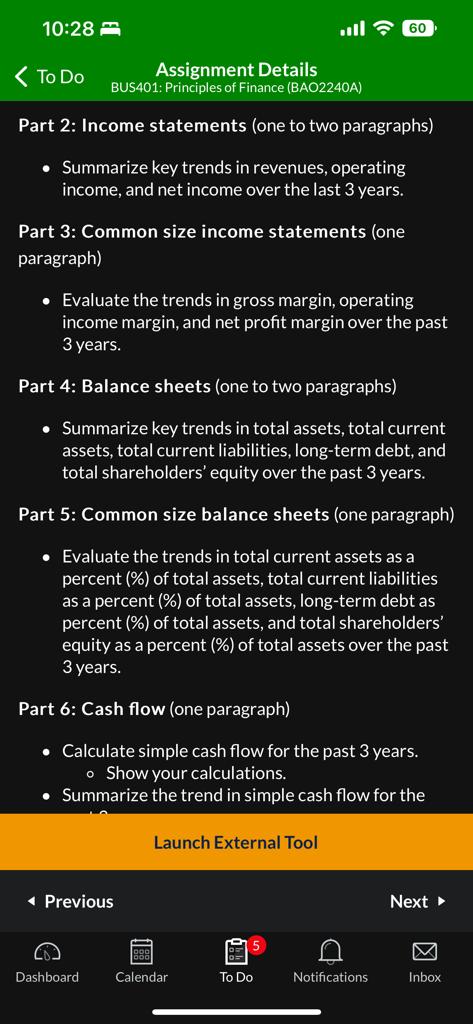 10:28
60
To Do
Assignment Details
BUS401: Principles of Finance (BAO2240A)
Part 2: Income statements (one to two paragraphs)
• Summarize key trends in revenues, operating
income, and net income over the last 3 years.
Part 3: Common size income statements (one
paragraph)
• Evaluate the trends in gross margin, operating
income margin, and net profit margin over the past
3 years.
Part 4: Balance sheets (one to two paragraphs)
• Summarize key trends in total assets, total current
assets, total current liabilities, long-term debt, and
total shareholders’ equity over the past 3 years.
Part 5: Common size balance sheets (one paragraph)
• Evaluate the trends in total current assets as a
percent (%) of total assets, total current liabilities
as a percent (%) of total assets, long-term debt as
percent (%) of total assets, and total shareholders’
equity as a percent (%) of total assets over the past
3 years.
Part 6: Cash flow (one paragraph)
• Calculate simple cash flow for the past 3 years.
◦ Show your calculations.
• Summarize the trend in simple cash flow for the
Launch External Tool
Previous
Next
5
Dashboard
Calendar
To Do
Notifications
Inbox